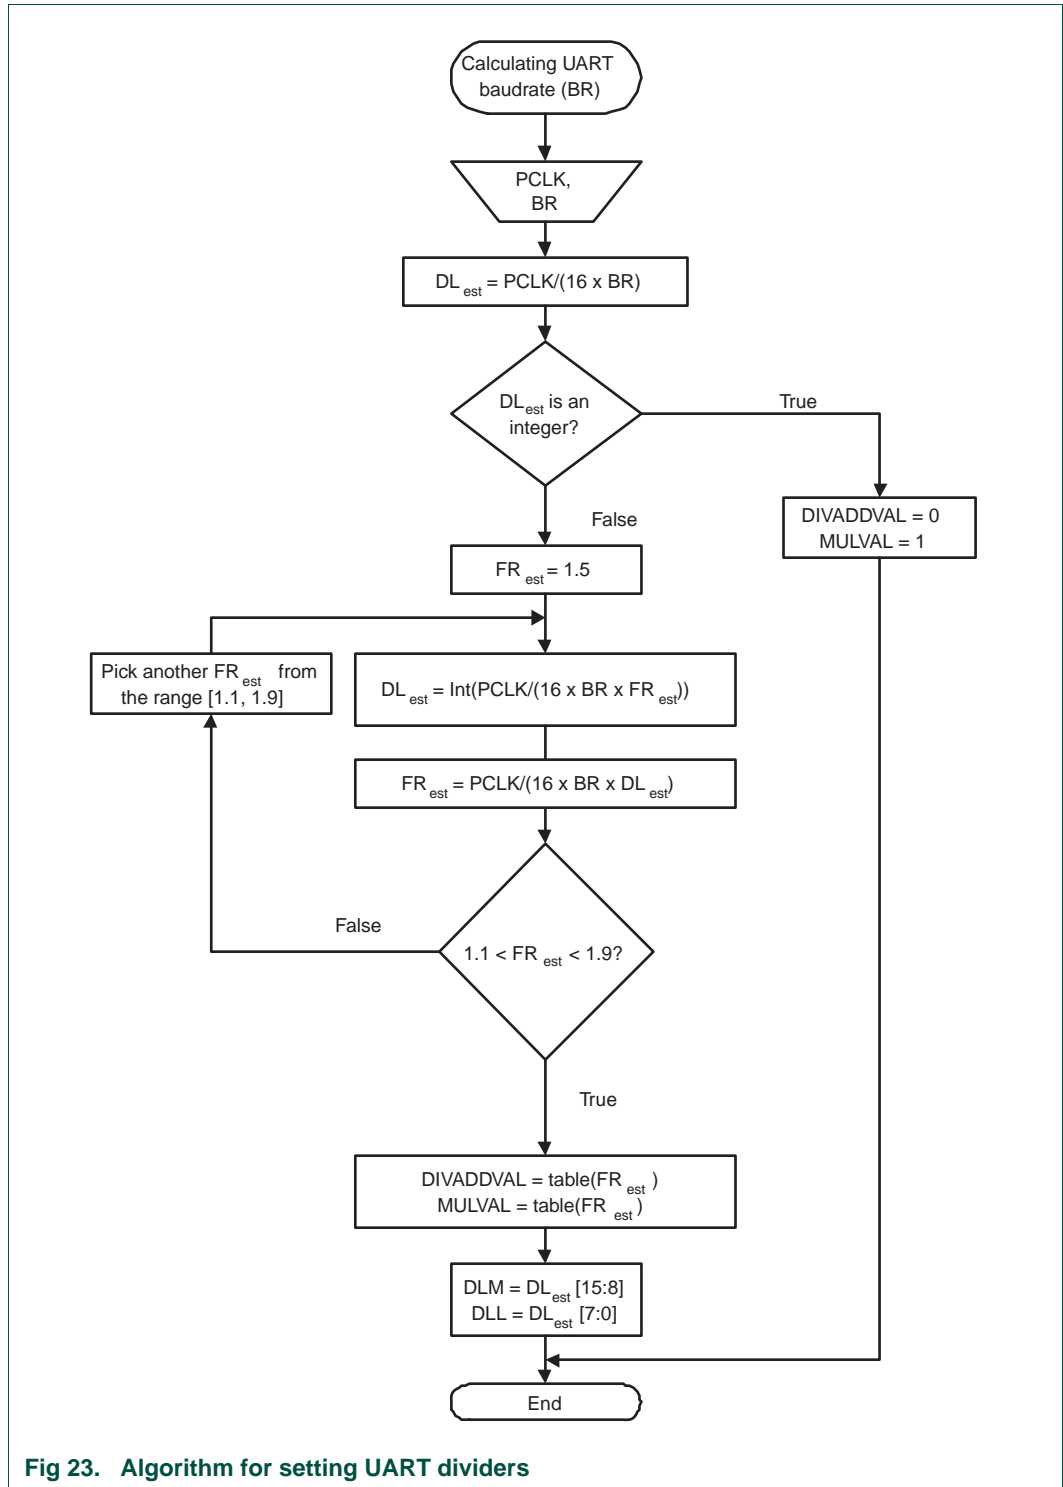 Calculating UART
baudrate (BR)
PCLK,
BR
DL est = PCLK/(16 x BR)
DL est is an
integer?
True
DIVADDVAL = 0
MULVAL = 1
False
FR est = 1.5
Pick another FR est from
the range [1.1, 1.9]
DL est = Int(PCLK/(16 x BR x FR est))
FR est = PCLK/(16 x BR x DL est)
False
1.1 < FR est < 1.9?
True
DIVADDVAL = table(FR est )
MULVAL = table(FR est )
DLM = DL est [15:8]
DLL = DL est [7:0]
End
Fig 23. Algorithm for setting UART dividers